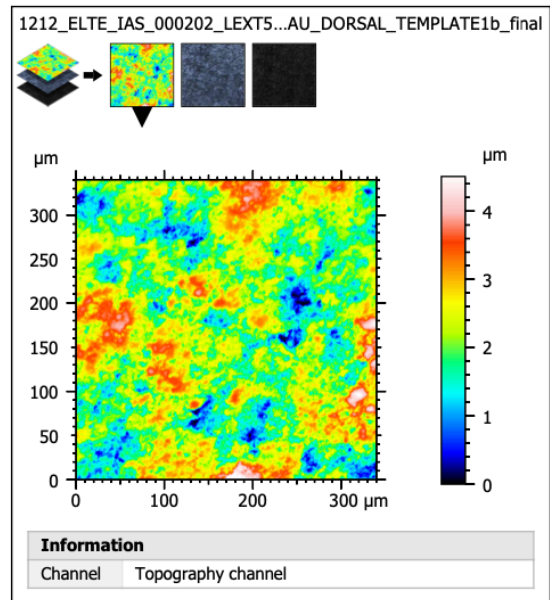 1212_ELTE_IAS_000202_LEXT5...AU_DORSAL_TEMPLATE1b_final
µm
µm
300
250
200
150
100
50
0
0 100 200 300 µm
4
3
2
1
0
Information
Channel Topography channel